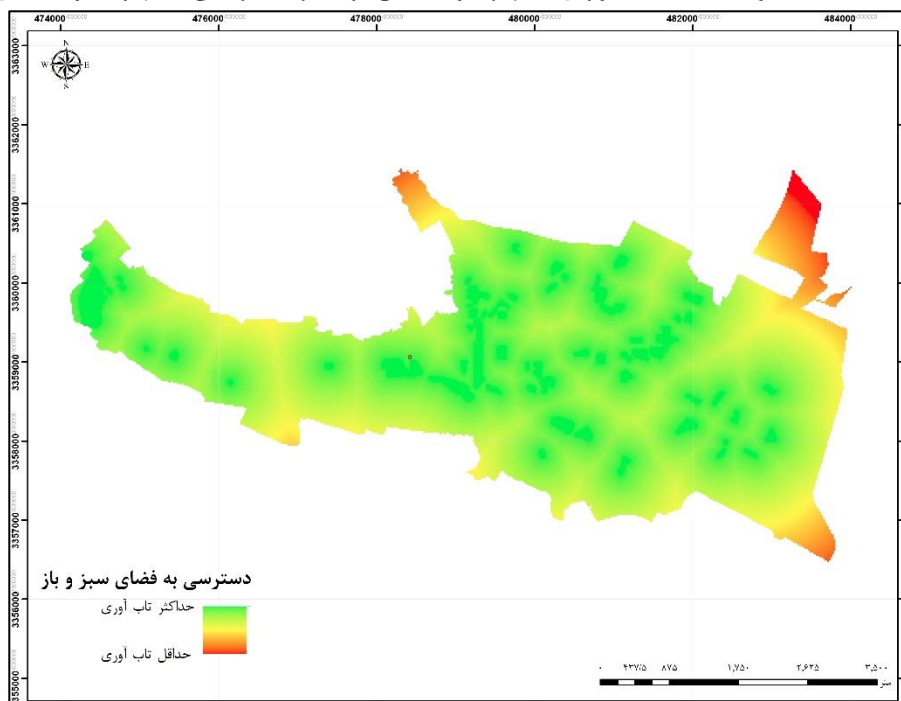 474000 476000 478000 480000 482000 484000
N
W E
S
3363000
3362000
3361000
3360000
3359000
3358000
3357000
3356000
3355000
دسترسی به فضای سبز و باز
حداکثر تاب آوری
حداقل تاب آوری
۰ ۴۳۷/۵ ۸۷۵ ۱,۷۵۰ ۲,۶۲۵ ۳,۵۰۰
متر